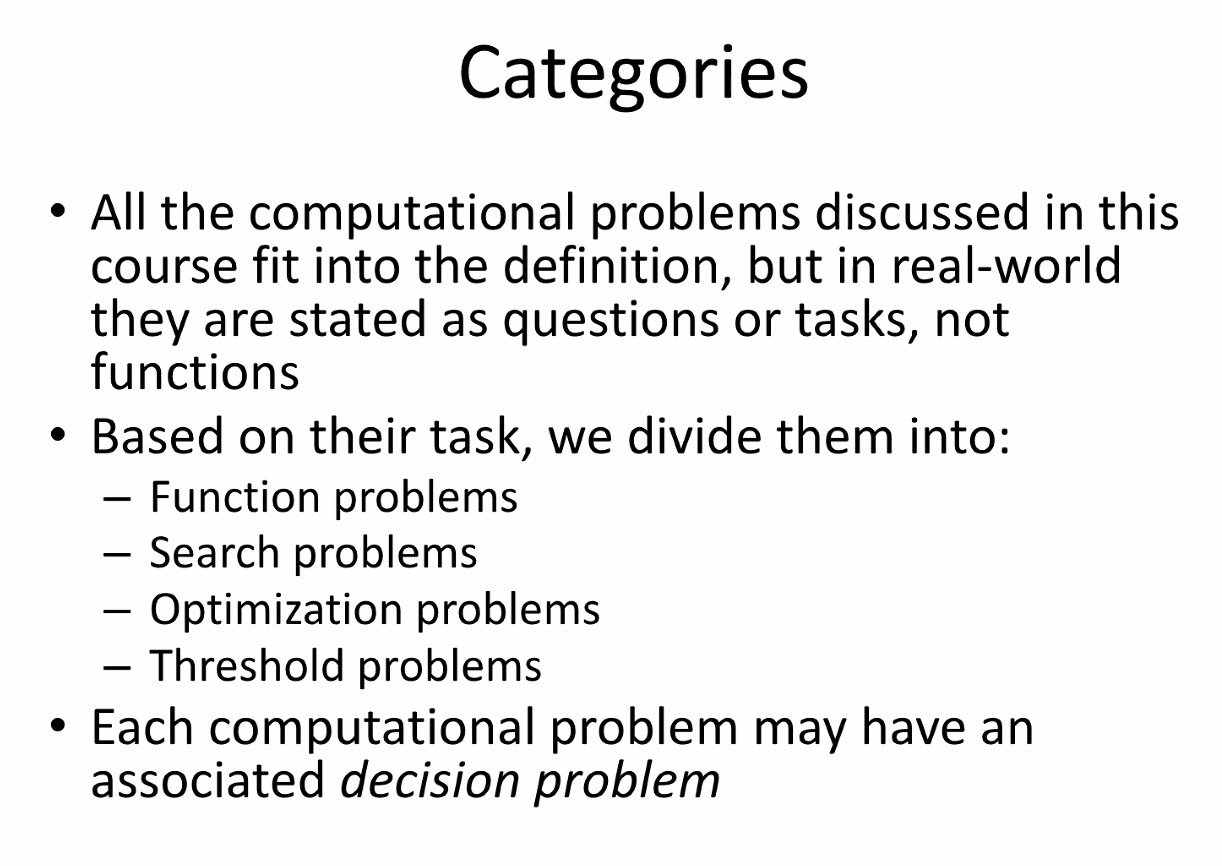 Categories
• All the computational problems discussed in this
course fit into the definition, but in real-world
they are stated as questions or tasks, not
functions
• Based on their task, we divide them into:
– Function problems
– Search problems
– Optimization problems
– Threshold problems
• Each computational problem may have an
associated decision problem